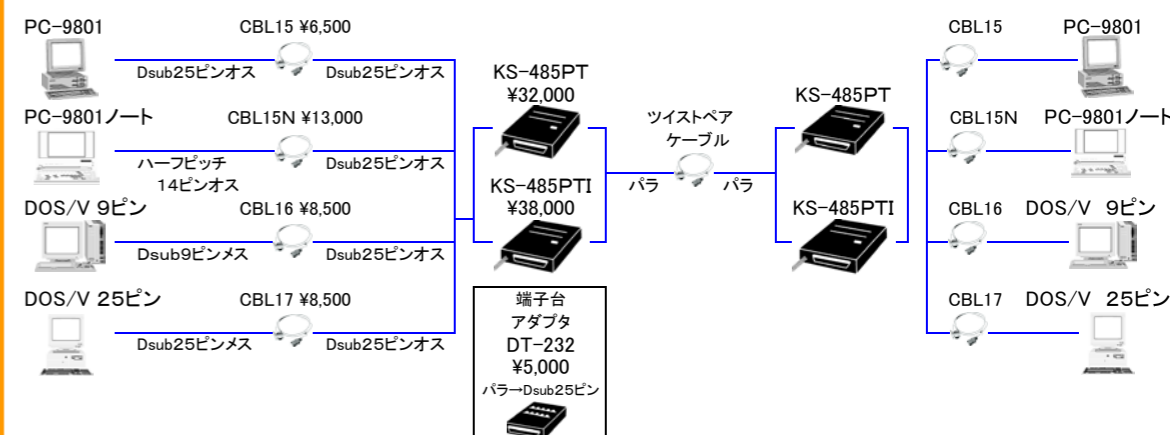 PC-9801
CBL15 ¥6,500
Dsub25ピンオス
Dsub25ピンオス
PC-9801ノート
CBL15N ¥13,000
ハーフピッチ
14ピンオス
Dsub25ピンオス
DOS/V 9ピン
CBL16 ¥8,500
Dsub9ピンメス
Dsub25ピンオス
DOS/V 25ピン
CBL17 ¥8,500
Dsub25ピンメス
Dsub25ピンオス
KS-485PT
¥32,000
KS-485PTI
¥38,000
端子台
アダプタ
DT-232
¥5,000
バラ→Dsub25ピン
ツイストペア
ケーブル
バラ
バラ
KS-485PT
KS-485PTI
CBL15
PC-9801
CBL15N
PC-9801ノート
CBL16
DOS/V 9ピン
CBL17
DOS/V 25ピン